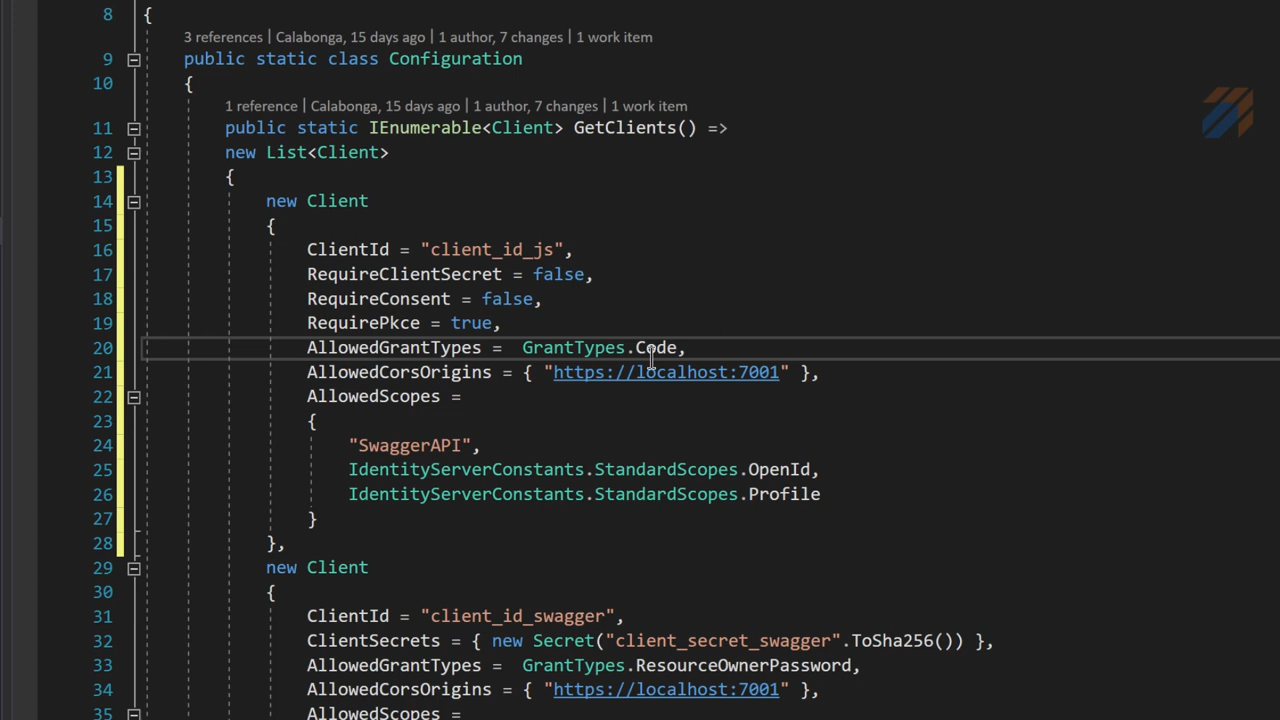 8 {
3 references | Calabonga, 15 days ago | 1 author, 7 changes | 1 work item
9 public static class Configuration
10 {
1 reference | Calabonga, 15 days ago | 1 author, 7 changes | 1 work item
11 public static IEnumerable<Client> GetClients() =>
12 new List<Client>
13 {
14 new Client
15 {
16 ClientId = "client_id_js",
17 RequireClientSecret = false,
18 RequireConsent = false,
19 RequirePkce = true,
20 AllowedGrantTypes =  GrantTypes.Code,
21 AllowedCorsOrigins = { "https://localhost:7001" },
22 AllowedScopes =
23 {
24 "SwaggerAPI",
25 IdentityServerConstants.StandardScopes.OpenId,
26 IdentityServerConstants.StandardScopes.Profile
27 }
28 },
29 new Client
30 {
31 ClientId = "client_id_swagger",
32 ClientSecrets = { new Secret("client_secret_swagger".ToSha256()) },
33 AllowedGrantTypes =  GrantTypes.ResourceOwnerPassword,
34 AllowedCorsOrigins = { "https://localhost:7001" },
35 AllowedScopes =